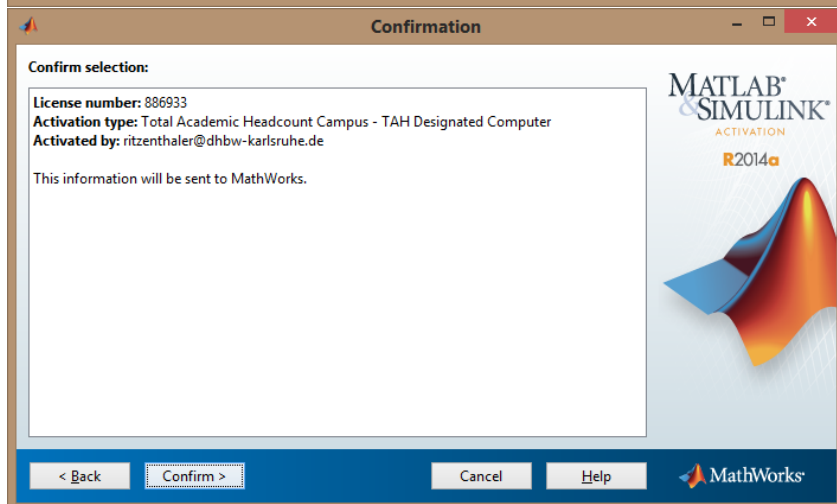 Confirmation
Confirm selection:
License number: 886933
Activation type: Total Academic Headcount Campus - TAH Designated Computer
Activated by: ritzenthaler@dhbw-karlsruhe.de
This information will be sent to MathWorks.
MATLAB®
&SIMULINK®
ACTIVATION
R2014a
< Back
Confirm >
Cancel
Help
MathWorks®